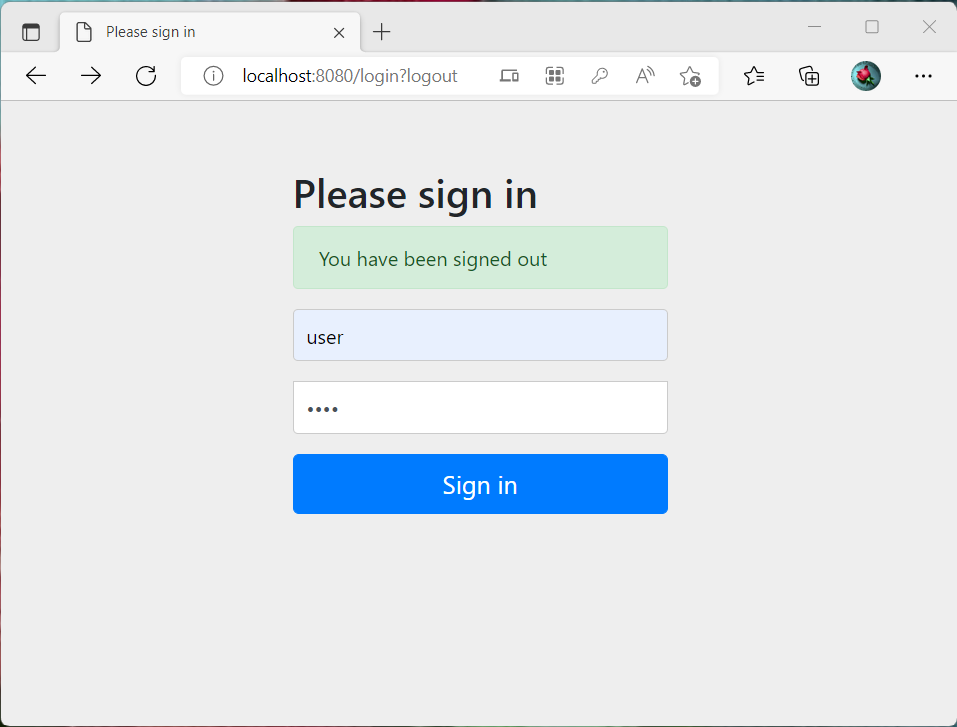 Please sign in
localhost:8080/login?logout
Please sign in
You have been signed out
user
••••
Sign in